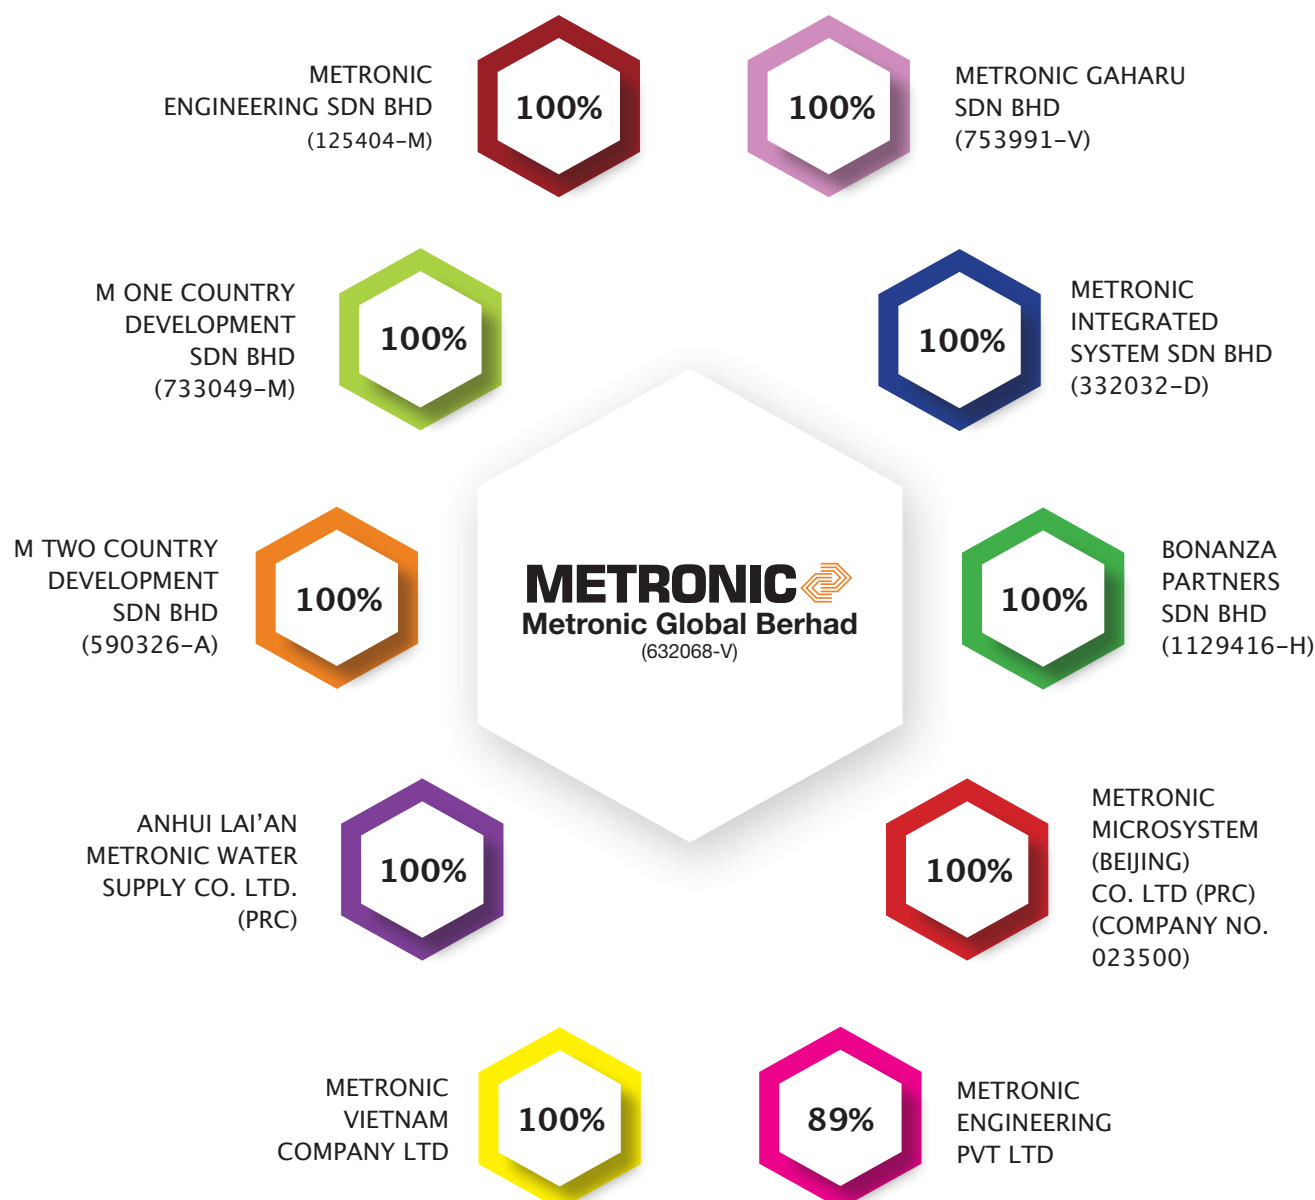 METRONIC
ENGINEERING SDN BHD
(125404-M)
100%
100%
METRONIC GAHARU
SDN BHD
(753991-V)
M ONE COUNTRY
DEVELOPMENT
SDN BHD
(733049-M)
100%
100%
METRONIC
INTEGRATED
SYSTEM SDN BHD
(332032-D)
M TWO COUNTRY
DEVELOPMENT
SDN BHD
(590326-A)
100%
METRONIC
Metronic Global Berhad
(632068-V)
100%
BONANZA
PARTNERS
SDN BHD
(1129416-H)
ANHUI LAI’AN
METRONIC WATER
SUPPLY CO. LTD.
(PRC)
100%
100%
METRONIC
MICROSYSTEM
(BEIJING)
CO. LTD (PRC)
(COMPANY NO.
023500)
METRONIC
VIETNAM
COMPANY LTD
100%
89%
METRONIC
ENGINEERING
PVT LTD